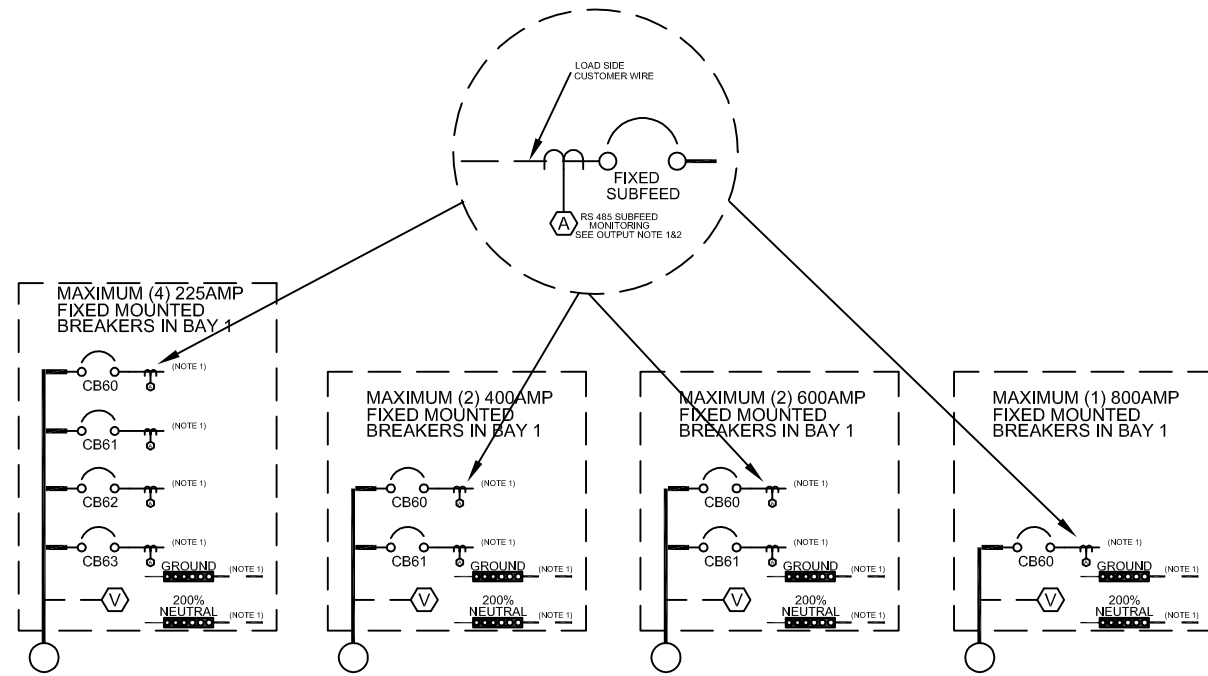 LOAD SIDE
CUSTOMER WIRE
FIXED
SUBFEED
A
RS 485 SUBFEED
MONITORING
SEE OUTPUT NOTE 1&2
MAXIMUM (4) 225AMP
FIXED MOUNTED
BREAKERS IN BAY 1
CB60
(NOTE 1)
CB61
(NOTE 1)
CB62
(NOTE 1)
CB63
(NOTE 1)
GROUND
(NOTE 1)
V
200%
NEUTRAL
(NOTE 1)
MAXIMUM (2) 400AMP
FIXED MOUNTED
BREAKERS IN BAY 1
CB60
(NOTE 1)
CB61
(NOTE 1)
GROUND
(NOTE 1)
V
200%
NEUTRAL
(NOTE 1)
MAXIMUM (2) 600AMP
FIXED MOUNTED
BREAKERS IN BAY 1
CB60
(NOTE 1)
CB61
(NOTE 1)
GROUND
(NOTE 1)
V
200%
NEUTRAL
(NOTE 1)
MAXIMUM (1) 800AMP
FIXED MOUNTED
BREAKERS IN BAY 1
CB60
(NOTE 1)
GROUND
(NOTE 1)
V
200%
NEUTRAL
(NOTE 1)